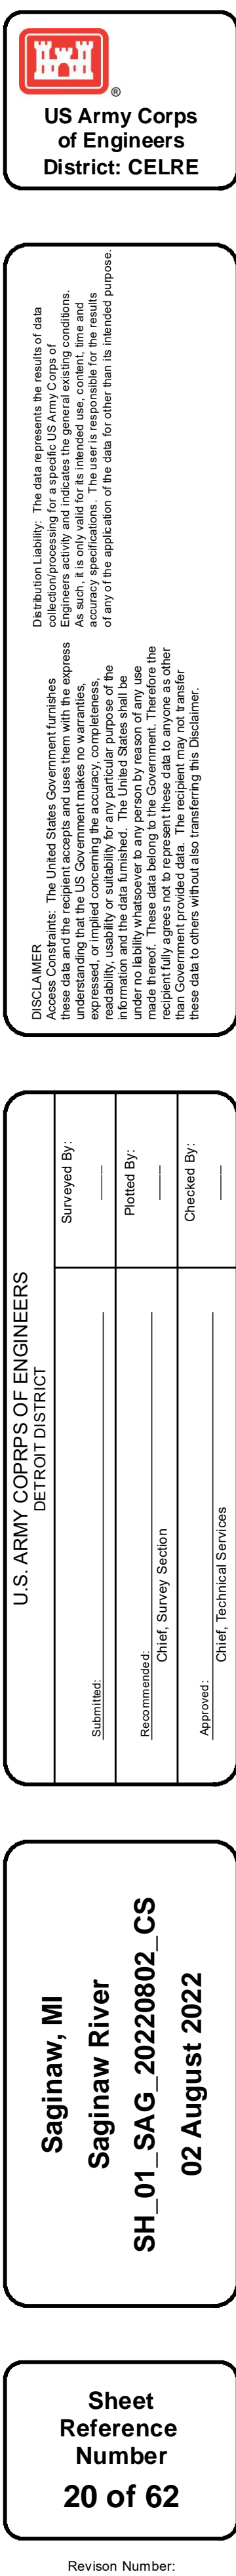 ®
US Army Corps
of Engineers
District: CELRE
DISCLAIMER
Access Constraints: The United States Government furnishes
these data and the recipient accepts and uses them with the express
understanding that the US Government makes no warranties,
expressed, or implied concerning the accuracy, completeness,
readability, usability or suitability for any particular purpose of the
information and the data furnished. The United States shall be
under no liability whatsoever to any person by reason of any use
made thereof. These data belong to the Government. Therefore the
recipient fully agrees not to represent these data to anyone as other
than Government provided data. The recipient may not transfer
these data to others without also transferring this Disclaimer.
Distribution Liability: The data represents the results of data
collection/processing for a specific US Army Corps of
Engineers activity and indicates the general existing conditions.
As such, it is only valid for its intended use, content, time and
accuracy specifications. The user is responsible for the results
of any of the application of the data for other than its intended purpose.
U.S. ARMY COPRPS OF ENGINEERS
DETROIT DISTRICT
Submitted:
Surveyed By:
Recommended:
Chief, Survey Section
Plotted By:
Approved:
Chief, Technical Services
Checked By:
Saginaw, MI
Saginaw River
SH_01_SAG_20220802_CS
02 August 2022
Sheet
Reference
Number
20 of 62
Revison Number: